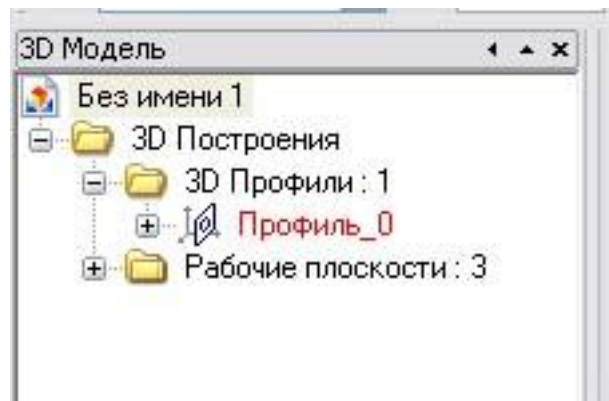 3D Модель
Без имени 1
3D Построения
3D Профили : 1
Профиль_0
Рабочие плоскости : 3